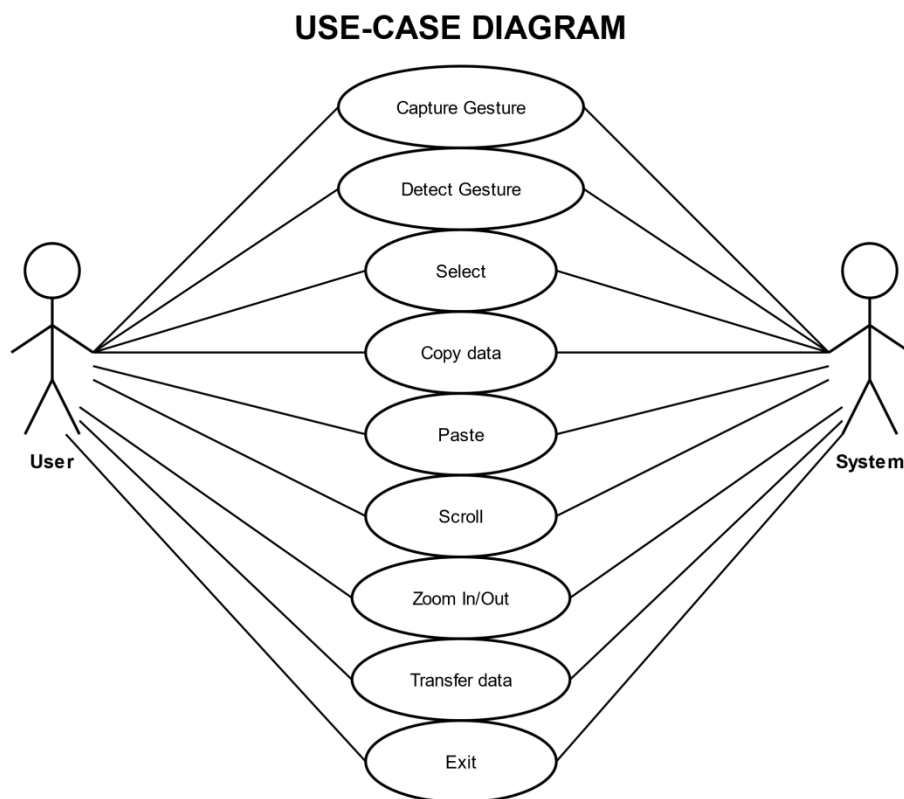 USE-CASE DIAGRAM
Capture Gesture
Detect Gesture
Select
Copy data
Paste
User
System
Scroll
Zoom In/Out
Transfer data
Exit